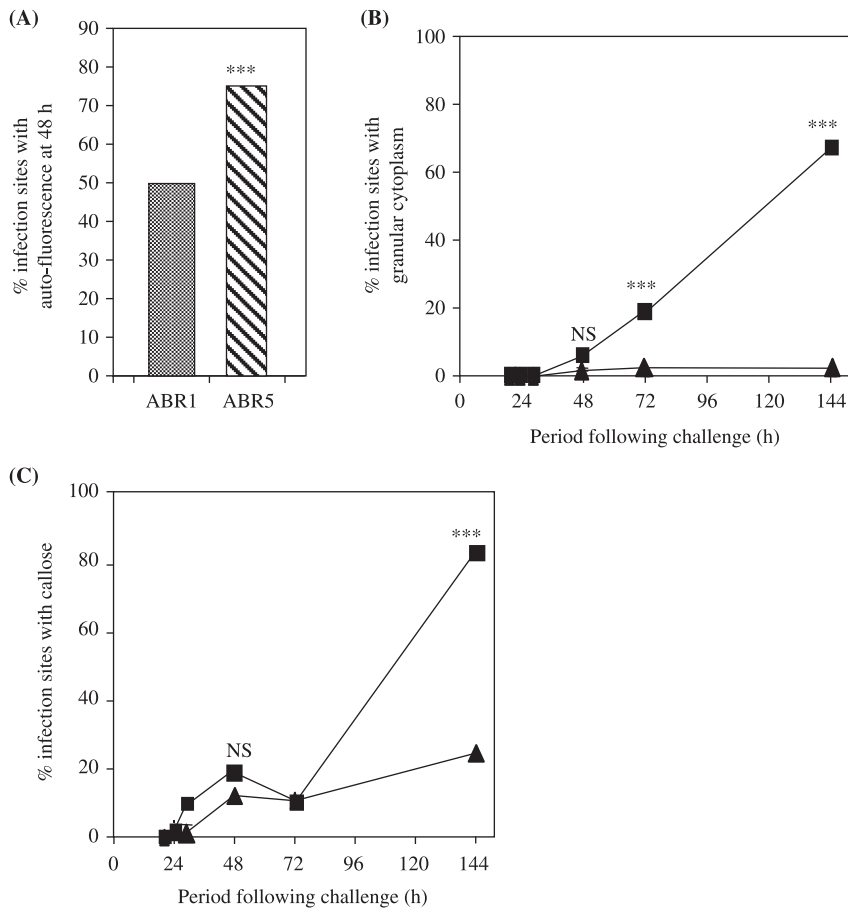 (A)
% infection sites with
auto-fluorescence at 48 h
90
80
70
60
50
40
30
20
10
0
***
ABR1 ABR5
(B)
% infection sites with
granular cytoplasm
100
80
60
40
20
0
NS
***
***
0 24 48 72 96 120 144
Period following challenge (h)
(C)
% infection sites with callose
100
80
60
40
20
0
NS
***
0 24 48 72 96 120 144
Period following challenge (h)